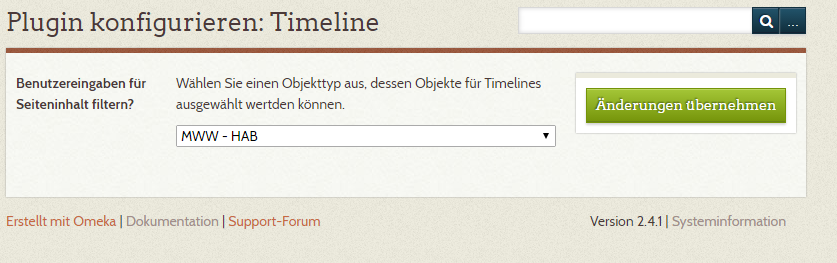 Plugin konfigurieren: Timeline
...
Benutzereingaben für
Seiteninhalt filtern?
Wählen Sie einen Objekttyp aus, dessen Objekte für Timelines
ausgewählt wertden können.
MWW - HAB
Änderungen übernehmen
Erstellt mit Omeka | Dokumentation | Support-Forum
Version 2.4.1 | Systeminformation